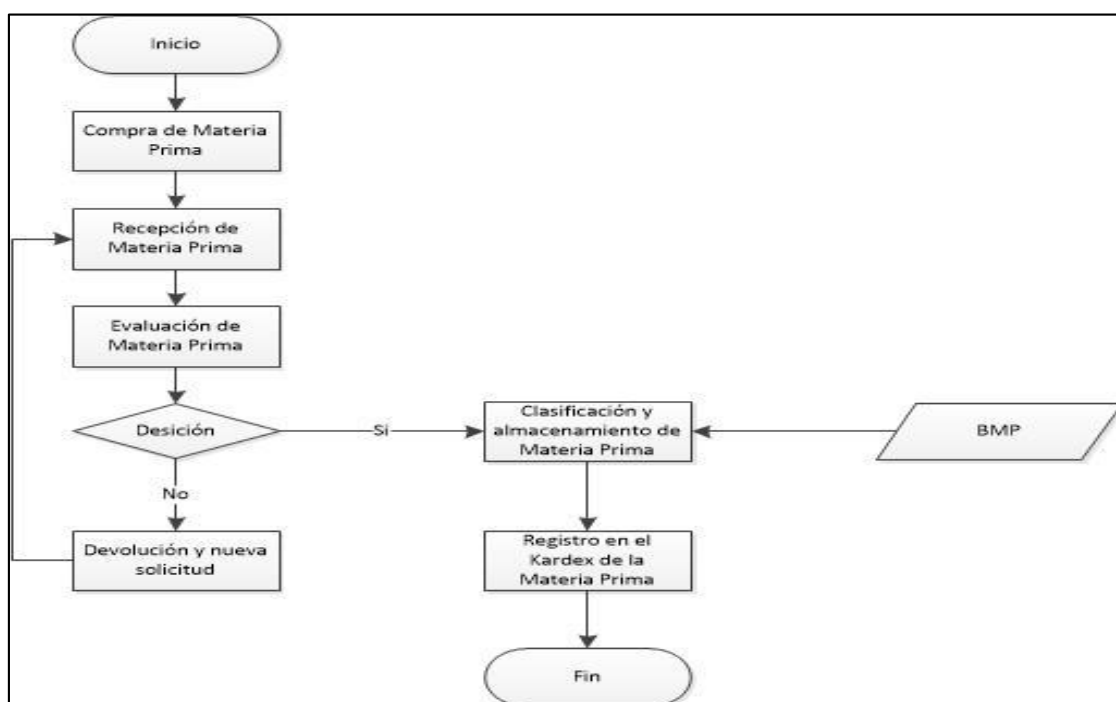 Inicio
Compra de Materia
Prima
Recepción de
Materia Prima
Evaluación de
Materia Prima
Desición
Si
Clasificación y
almacenamiento de
Materia Prima
BMP
No
Devolución y nueva
solicitud
Registro en el
Kardex de la
Materia Prima
Fin